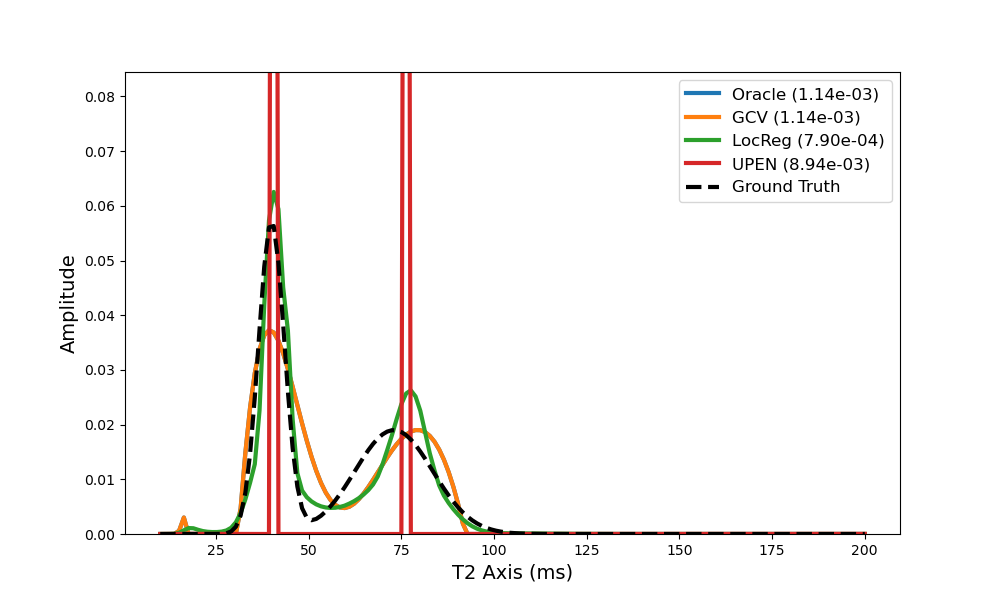 Oracle (1.14e-03)
GCV (1.14e-03)
LocReg (7.90e-04)
UPEN (8.94e-03)
Ground Truth
Amplitude
0.08
0.07
0.06
0.05
0.04
0.03
0.02
0.01
0.00
25 50 75 100 125 150 175 200
T2 Axis (ms)